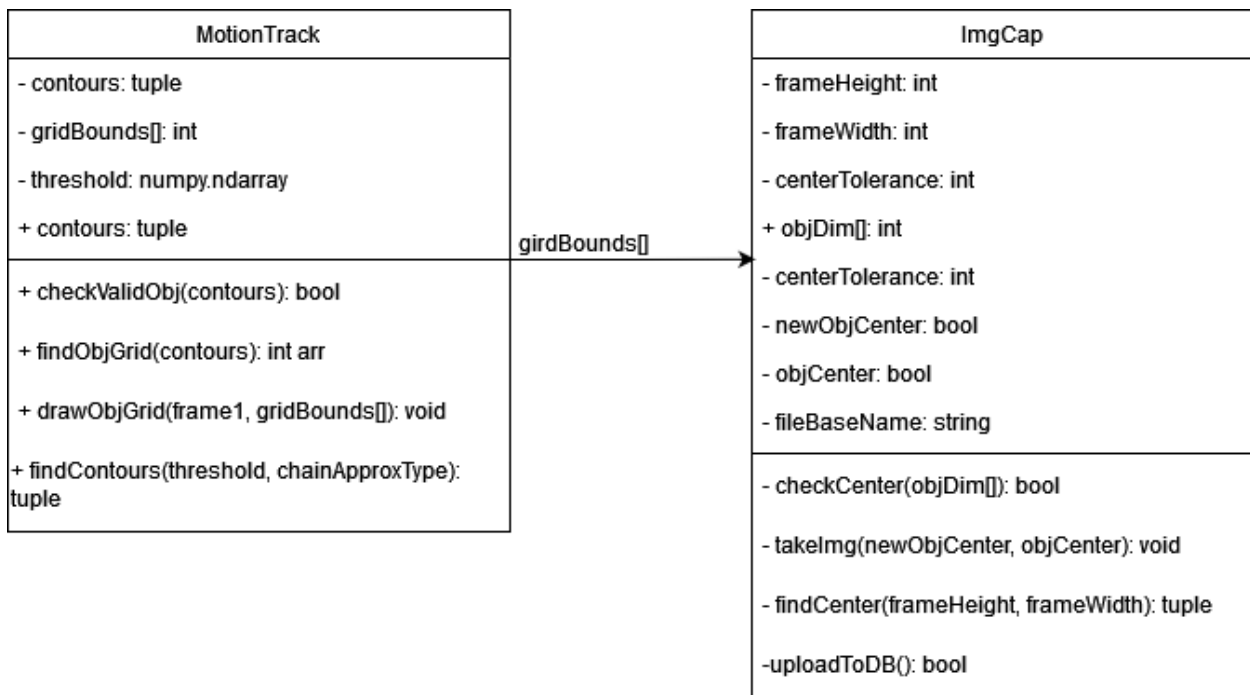 MotionTrack
- contours: tuple
- gridBounds[]: int
- threshold: numpy.ndarray
+ contours: tuple
+ checkValidObj(contours): bool
+ findObjGrid(contours): int arr
+ drawObjGrid(frame1, gridBounds[]): void
+ findContours(threshold, chainApproxType):
tuple
girdBounds[]
ImgCap
- frameHeight: int
- frameWidth: int
- centerTolerance: int
+ objDim[]: int
- centerTolerance: int
- newObjCenter: bool
- objCenter: bool
- fileBaseName: string
- checkCenter(objDim[]): bool
- takeImg(newObjCenter, objCenter): void
- findCenter(frameHeight, frameWidth): tuple
-uploadToDB(): bool